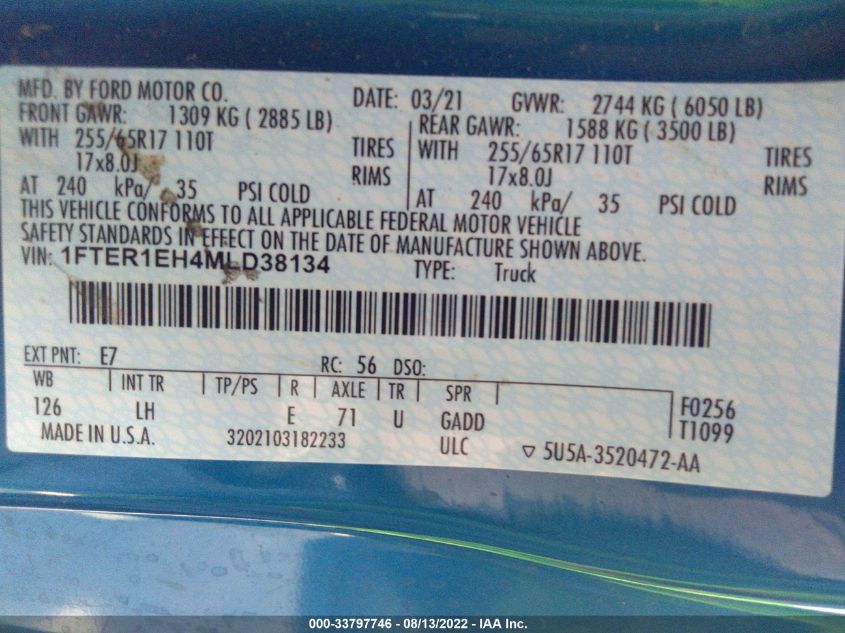 MFD. BY FORD MOTOR CO. DATE: 03/21 GVWR: 2744 KG ( 6050 LB)
FRONT GAWR: 1309 KG ( 2885 LB) REAR GAWR: 1588 KG ( 3500 LB)
WITH 255/65R17 110T TIRES WITH 255/65R17 110T TIRES
17x8.0J RIMS 17x8.0J RIMS
AT 240 kPa/ 35 PSI COLD AT 240 kPa/ 35 PSI COLD
THIS VEHICLE CONFORMS TO ALL APPLICABLE FEDERAL MOTOR VEHICLE
SAFETY STANDARDS IN EFFECT ON THE DATE OF MANUFACTURE SHOWN ABOVE.
VIN: 1FTER1EH4MLD38134 TYPE: Truck
EXT PNT: E7 RC: 56 DSO:
WB INT TR TP/PS R AXLE TR SPR
126 LH E 71 U GADD F0256
T1099
MADE IN U.S.A. 3202103182233 ULC ▽ 5U5A-3520472-AA
000-33797746 - 08/13/2022 - IAA Inc.